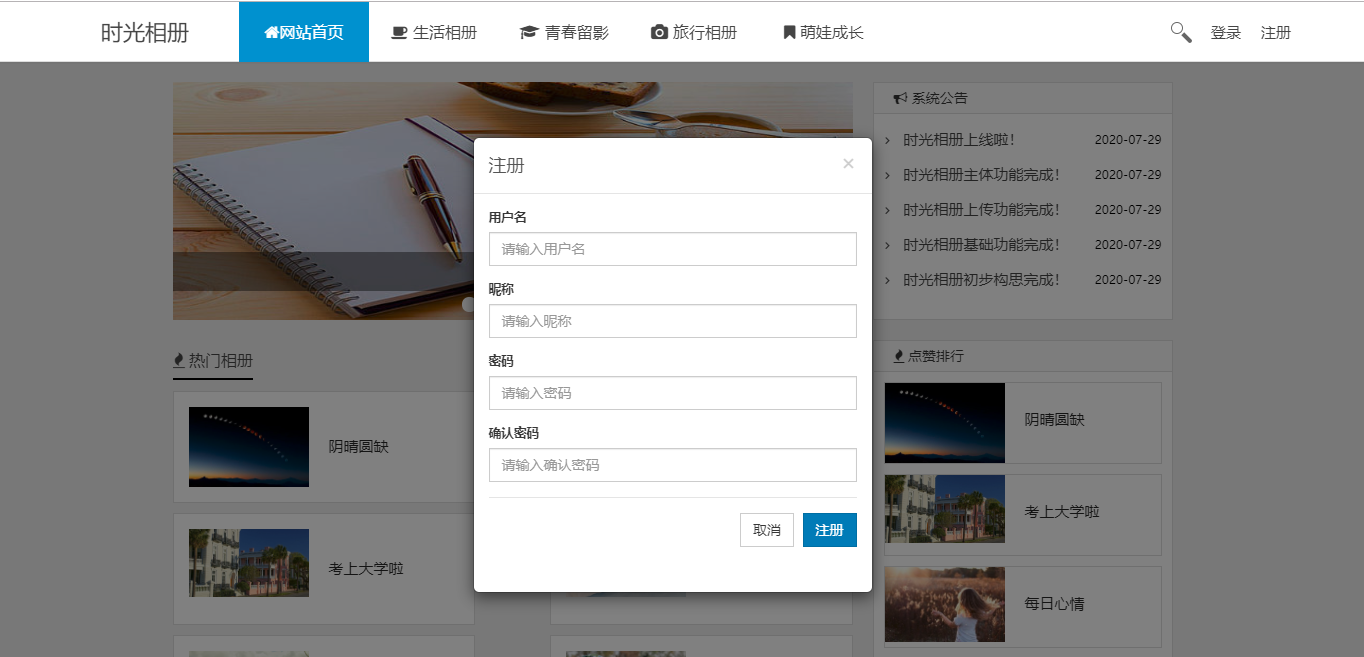 时光相册
网站首页
生活相册
青春留影
旅行相册
萌娃成长
登录
注册
系统公告
时光相册上线啦！ 2020-07-29
时光相册主体功能完成！ 2020-07-29
时光相册上传功能完成！ 2020-07-29
时光相册基础功能完成！ 2020-07-29
时光相册初步构思完成！ 2020-07-29
注册 ×
用户名
请输入用户名
昵称
请输入昵称
密码
请输入密码
确认密码
请输入确认密码
取消
注册
热门相册
阴晴圆缺
考上大学啦
点赞排行
阴晴圆缺
考上大学啦
每日心情